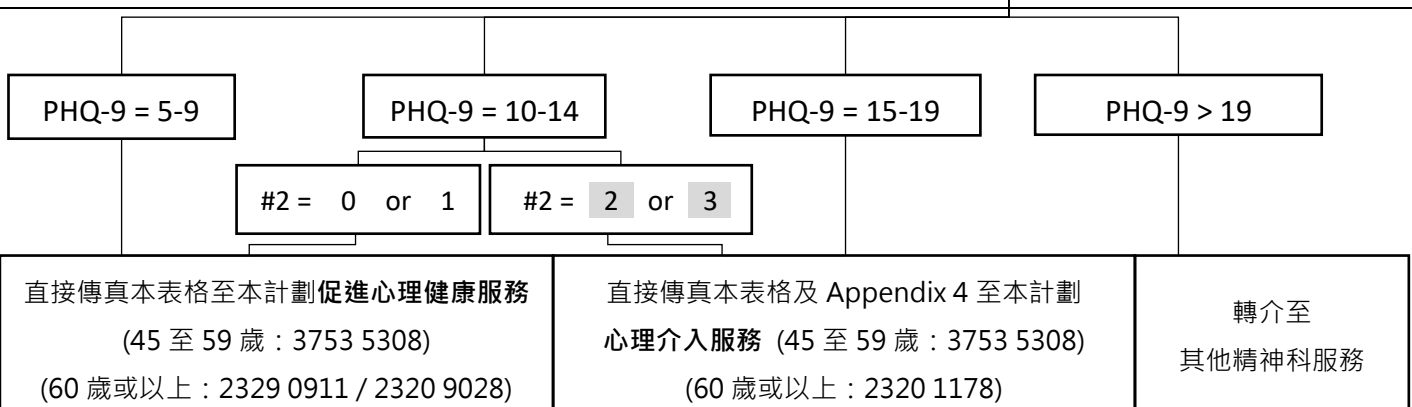 PHQ-9 = 5-9
PHQ-9 = 10-14
PHQ-9 = 15-19
PHQ-9 > 19
#2 = 0 or 1
#2 = 2 or 3
直接傳真本表格至本計劃促進心理健康服務
(45 至 59 歲：3753 5308)
(60 歲或以上：2329 0911 / 2320 9028)
直接傳真本表格及 Appendix 4 至本計劃
心理介入服務 (45 至 59 歲：3753 5308)
(60 歲或以上：2320 1178)
轉介至
其他精神科服務